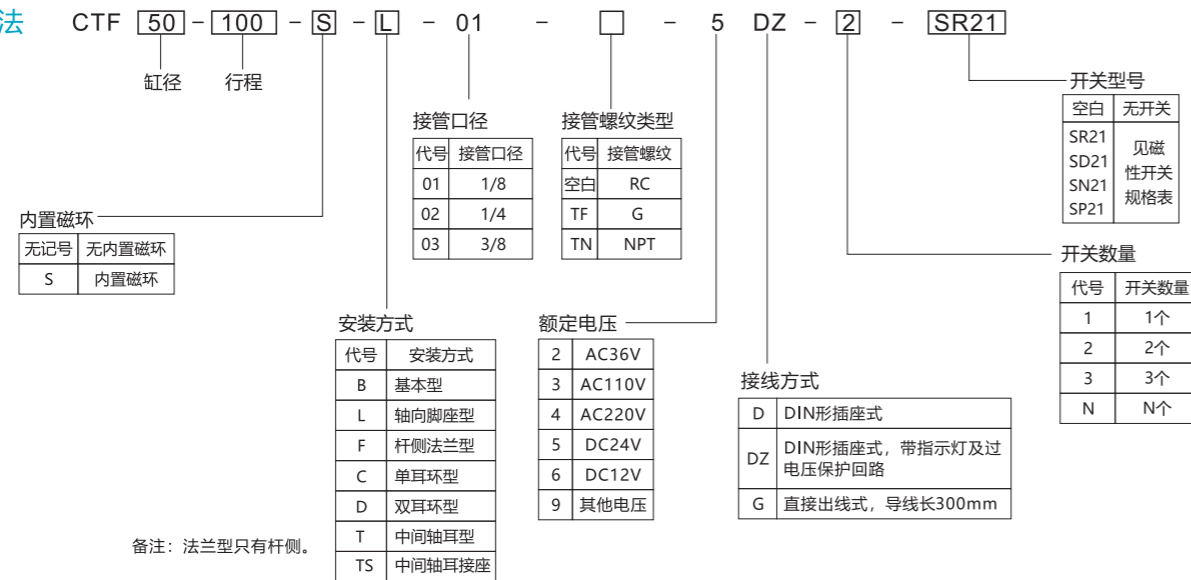 法 CTF 50 - 100 - S - L - 01 - □ - 5 DZ - 2 - SR21
缸径 行程
开关型号
空白 无开关
SR21
SD21
SN21
SP21
见磁
性开关
规格表
接管口径
代号 接管口径
01 1/8
02 1/4
03 3/8
接管螺纹类型
代号 接管螺纹
空白 RC
TF G
TN NPT
内置磁环
无记号 无内置磁环
S 内置磁环
开关数量
代号 开关数量
1 1个
2 2个
3 3个
N N个
安装方式
代号 安装方式
B 基本型
L 轴向脚座型
F 杆侧法兰型
C 单耳环型
D 双耳环型
T 中间轴耳型
TS 中间轴耳接座
额定电压
2 AC36V
3 AC110V
4 AC220V
5 DC24V
6 DC12V
9 其他电压
接线方式
D DIN形插座式
DZ DIN形插座式，带指示灯及过
电压保护回路
G 直接出线式，导线长300mm
备注：法兰型只有杆侧。